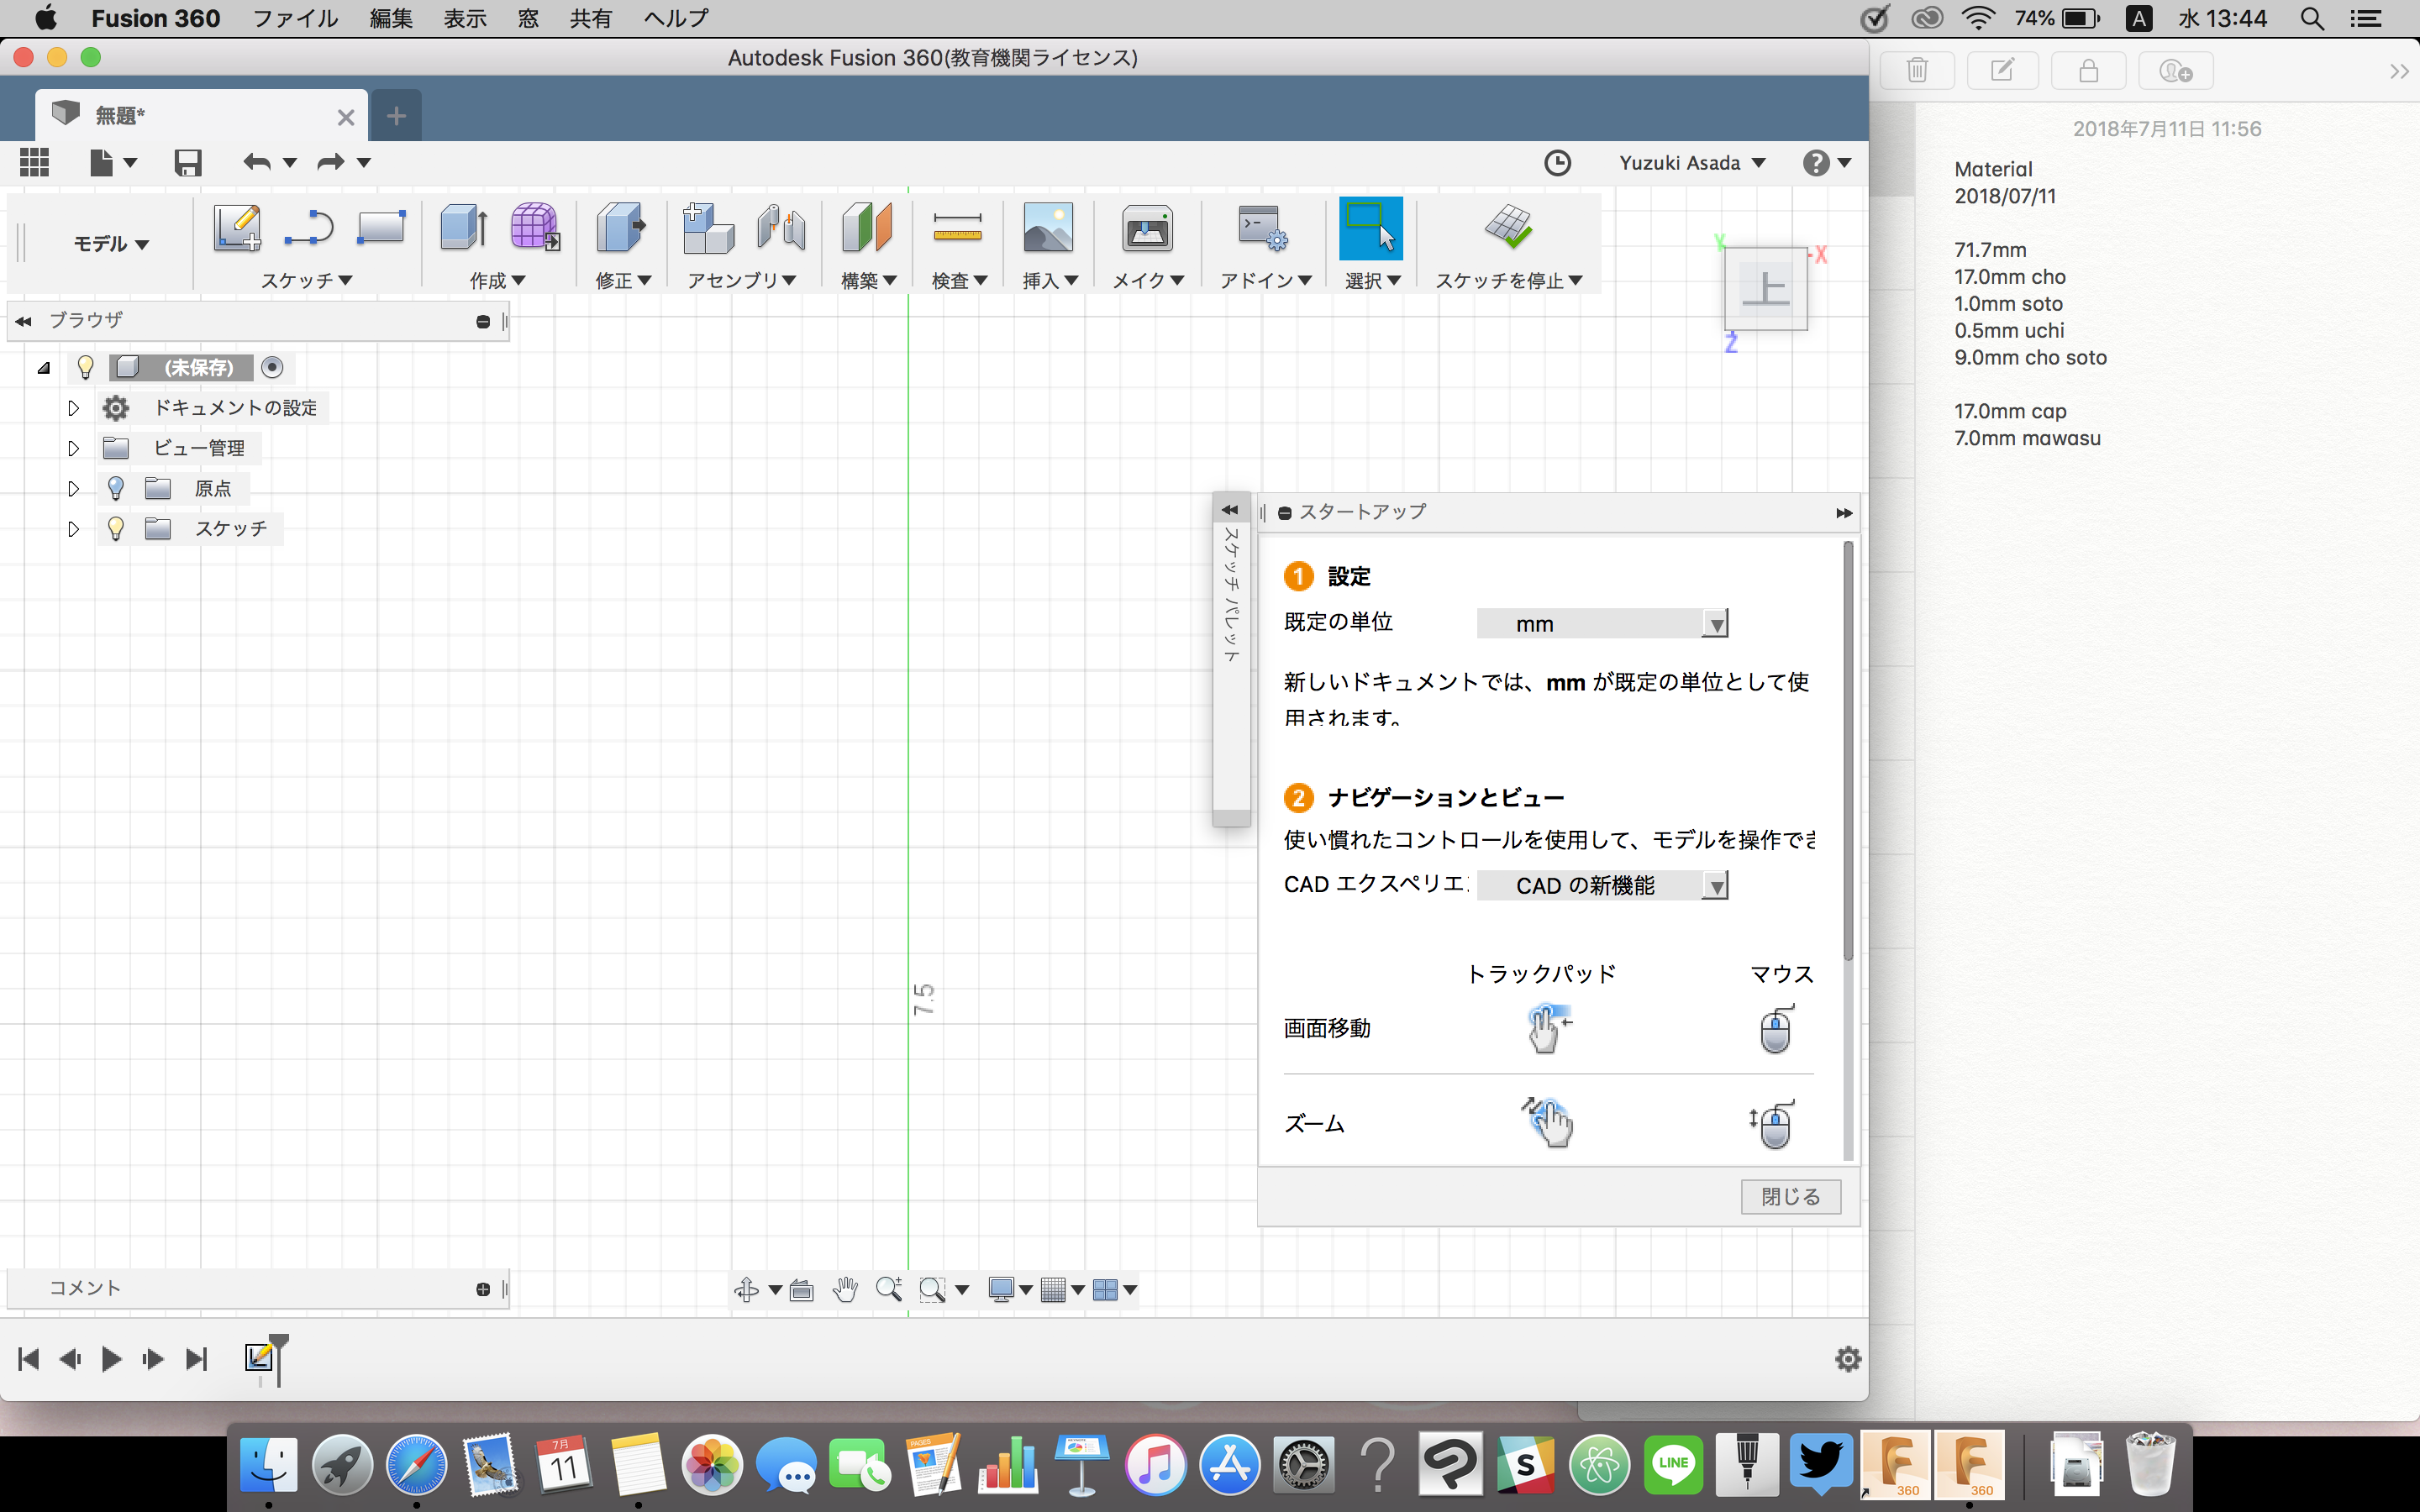 Fusion 360 ファイル 編集 表示 窓 共有 ヘルプ 74% A 水 13:44
Autodesk Fusion 360(教育機関ライセンス)
無題*
Yuzuki Asada
モデル
スケッチ 作成 修正 アセンブリ 構築 検査 挿入 メイク アドイン 選択 スケッチを停止
Y X
上
Z
ブラウザ
(未保存)
ドキュメントの設定
ビュー管理
原点
スケッチ
7.5
スケッチ パレット
スタートアップ
1 設定
既定の単位 mm
新しいドキュメントでは、mm が既定の単位として使
用されます。
2 ナビゲーションとビュー
使い慣れたコントロールを使用して、モデルを操作でき
CAD エクスペリエ CAD の新機能
トラックパッド マウス
画面移動
ズーム
閉じる
コメント
2018年7月11日 11:56
Material
2018/07/11
71.7mm
17.0mm cho
1.0mm soto
0.5mm uchi
9.0mm cho soto
17.0mm cap
7.0mm mawasu
7月
11
PAGES
S
LINE
F
360
F
360